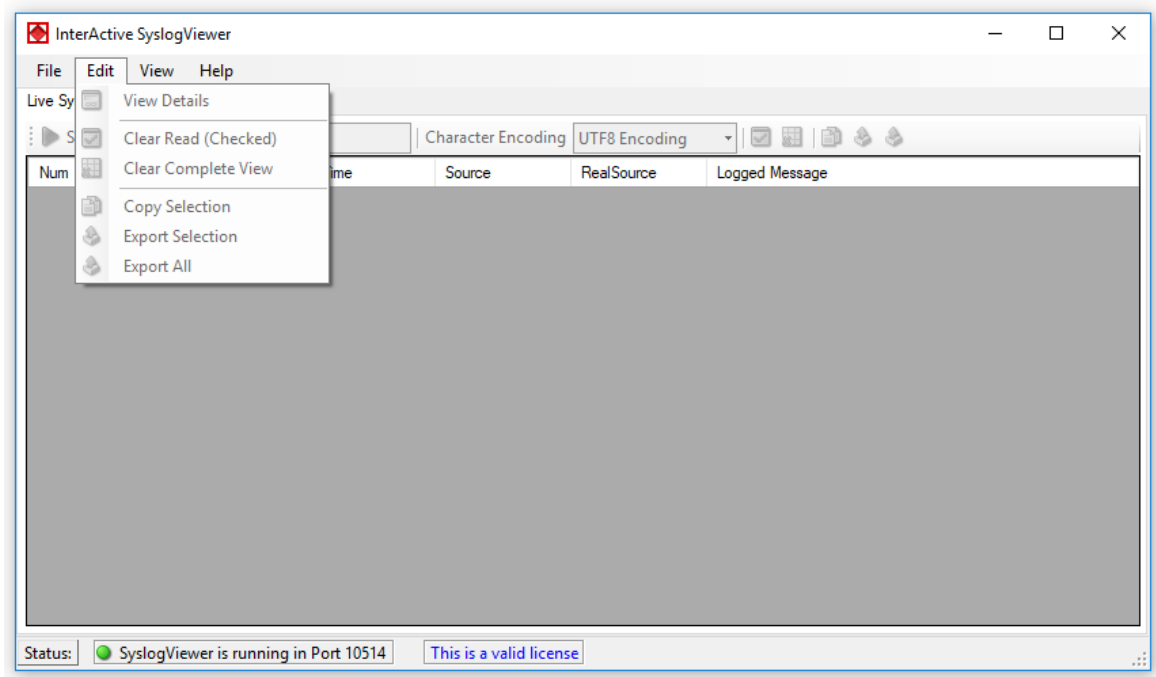 InterActive SyslogViewer
File Edit View Help
Live Sy
View Details
S Character Encoding UTF8 Encoding
Clear Read (Checked)
Num ime Source RealSource Logged Message
Clear Complete View
Copy Selection
Export Selection
Export All
Status: SyslogViewer is running in Port 10514 This is a valid license